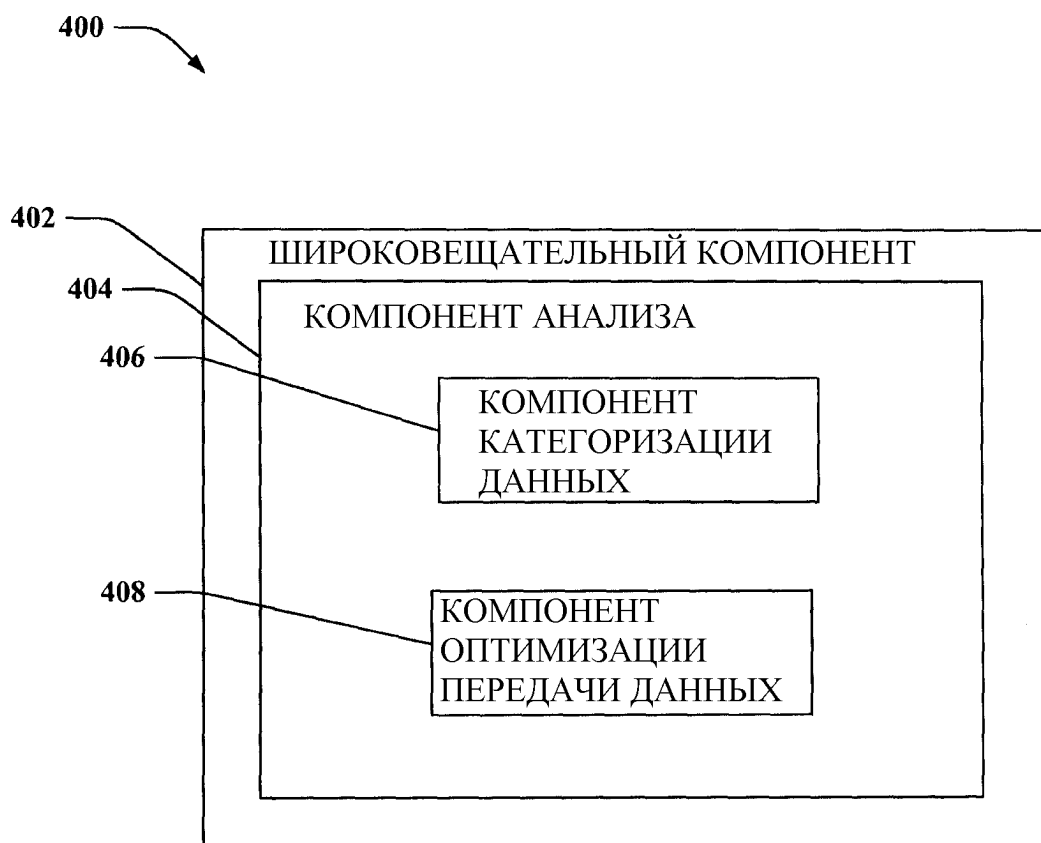 400
402
ШИРОКОВЕЩАТЕЛЬНЫЙ КОМПОНЕНТ
404
КОМПОНЕНТ АНАЛИЗА
406
КОМПОНЕНТ
КАТЕГОРИЗАЦИИ
ДАННЫХ
408
КОМПОНЕНТ
ОПТИМИЗАЦИИ
ПЕРЕДАЧИ ДАННЫХ